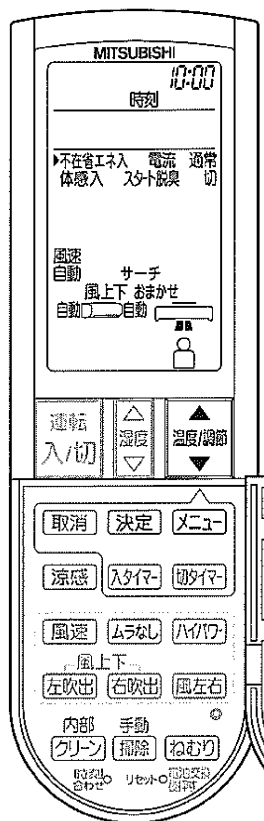 MITSUBISHI
10:00
時刻
不在省エネ入 電流 通常
体感入 スタート脱臭 切
風速
自動 サーチ
風上下 おまかせ
自動 自動
運転
入/切
湿度
温度/調節
取消 決定 メニュー
涼感 入タイマー 切タイマー
風速 ムラなし ハイパワー
風上下
左吹出 右吹出 風左右
内部 手動
クリーン 掃除 ねむり
時刻 リセット
合わせ